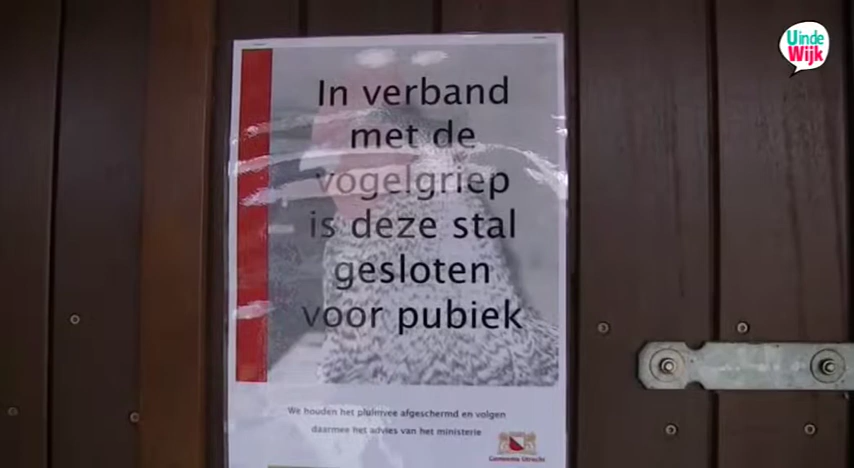 Uinde
Wijk
In verband
met de
vogelgriep
is deze stal
gesloten
voor pubiek
We houden het pluimvee afgeschermd en volgen
daarmee het advies van het ministerie
Gemeente Utrecht